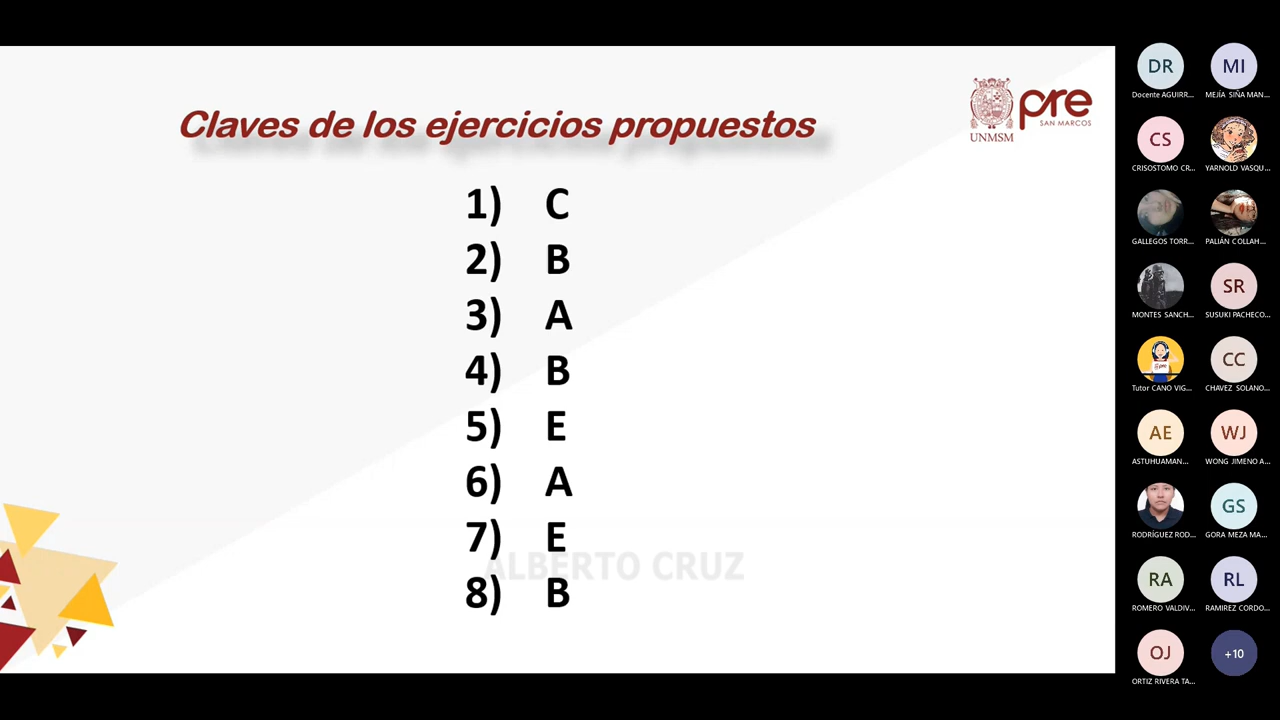 Claves de los ejercicios propuestos
UNMSM
pre
SAN MARCOS
1) C
2) B
3) A
4) B
5) E
6) A
7) E
8) B
ALBERTO CRUZ
DR
Docente AGUIRR...
MI
MEJÍA SIÑA MAN...
CS
CRISOSTOMO CR...
YARNOLD VASQU...
GALLEGOS TORR...
PALIÁN COLLAH...
MONTES SANCH...
SR
SUSUKI PACHECO...
Tutor CANO VIG...
CC
CHAVEZ SOLANO...
AE
ASTUHUAMAN...
WJ
WONG JIMENO A...
RODRÍGUEZ ROD...
GS
GORA MEZA MA...
RA
ROMERO VALDIV...
RL
RAMIREZ CORDO...
OJ
ORTIZ RIVERA TA...
+10